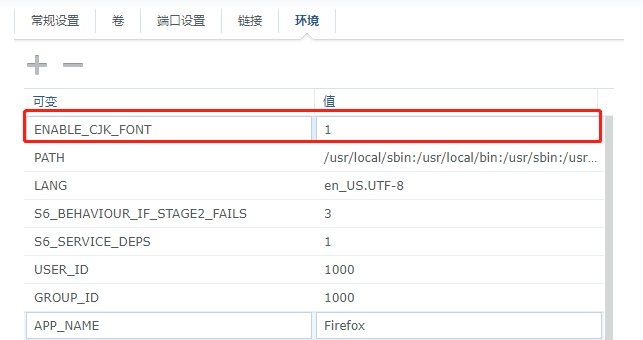 常规设置 卷 端口设置 链接 环境
可变 值
ENABLE_CJK_FONT 1
PATH /usr/local/sbin:/usr/local/bin:/usr/sbin:/usr...
LANG en_US.UTF-8
S6_BEHAVIOUR_IF_STAGE2_FAILS 3
S6_SERVICE_DEPS 1
USER_ID 1000
GROUP_ID 1000
APP_NAME Firefox